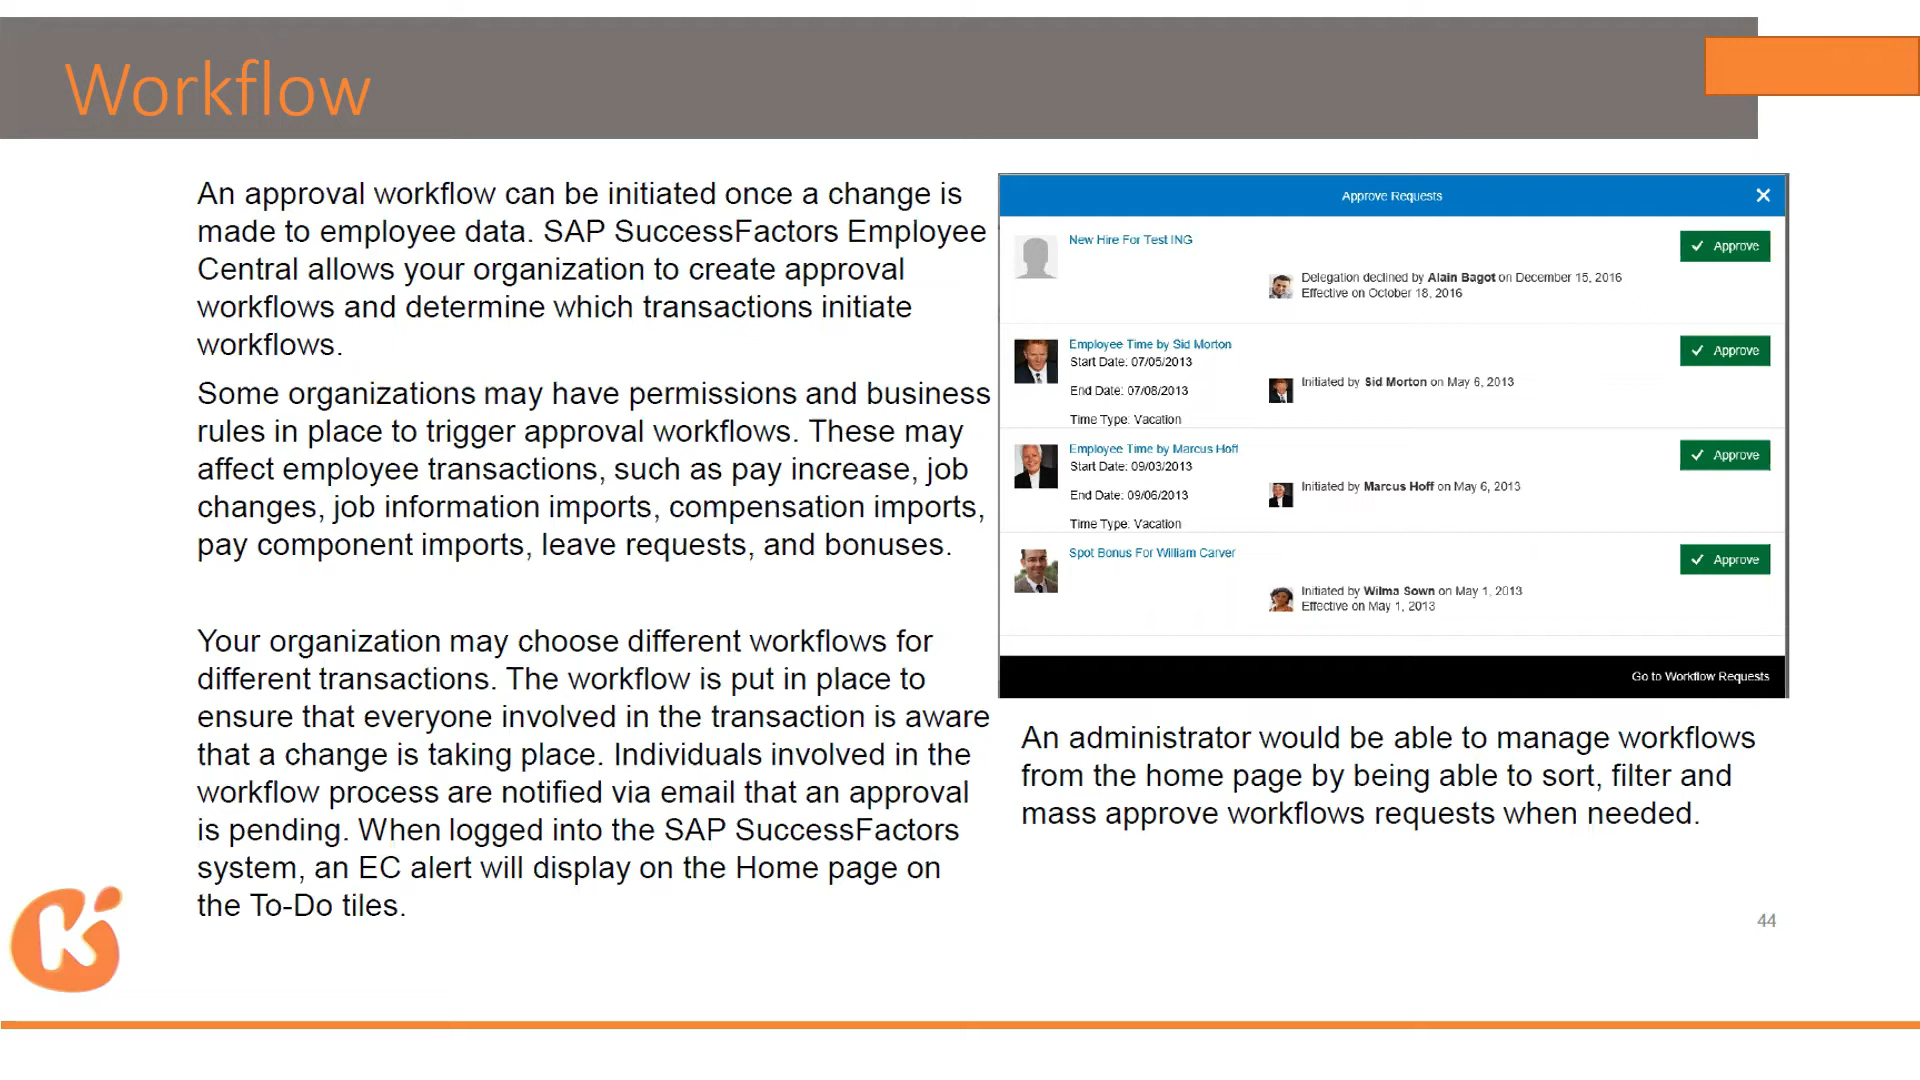 Workflow
An approval workflow can be initiated once a change is
made to employee data. SAP SuccessFactors Employee
Central allows your organization to create approval
workflows and determine which transactions initiate
workflows.
Some organizations may have permissions and business
rules in place to trigger approval workflows. These may
affect employee transactions, such as pay increase, job
changes, job information imports, compensation imports,
pay component imports, leave requests, and bonuses.
Your organization may choose different workflows for
different transactions. The workflow is put in place to
ensure that everyone involved in the transaction is aware
that a change is taking place. Individuals involved in the
workflow process are notified via email that an approval
is pending. When logged into the SAP SuccessFactors
system, an EC alert will display on the Home page on
the To-Do tiles.
Approve Requests
New Hire For Test ING
Approve
Delegation declined by Alain Bagot on December 15, 2016
Effective on October 18, 2016
Employee Time by Sid Morton
Start Date: 07/05/2013
Approve
Initiated by Sid Morton on May 6, 2013
End Date: 07/08/2013
Time Type: Vacation
Employee Time by Marcus Hoff
Start Date: 09/03/2013
Approve
Initiated by Marcus Hoff on May 6, 2013
End Date: 09/06/2013
Time Type: Vacation
Spot Bonus For William Carver
Approve
Initiated by Wilma Sown on May 1, 2013
Effective on May 1, 2013
Go to Workflow Requests
An administrator would be able to manage workflows
from the home page by being able to sort, filter and
mass approve workflows requests when needed.
44
K